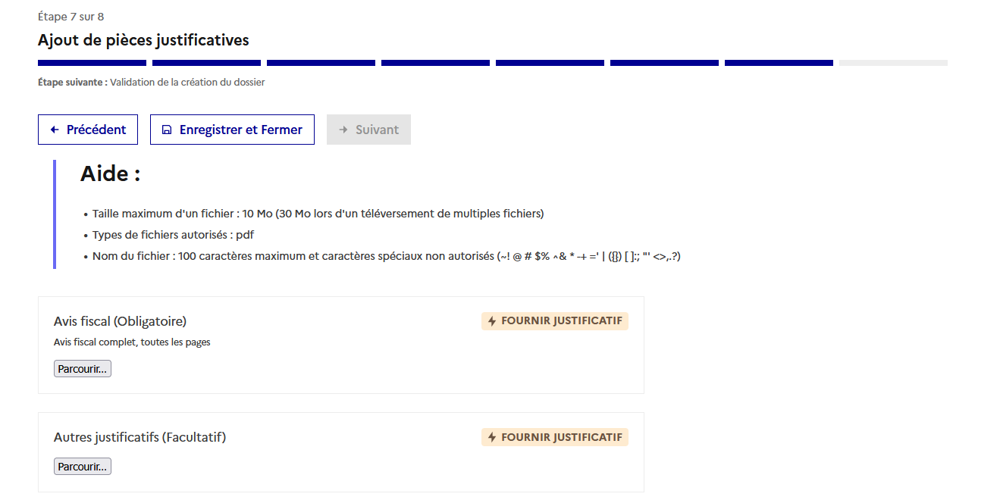 Étape 7 sur 8
Ajout de pièces justificatives
Étape suivante : Validation de la création du dossier
Précédent
Enregistrer et Fermer
Suivant
Aide :
• Taille maximum d'un fichier : 10 Mo (30 Mo lors d'un téléversement de multiples fichiers)
• Types de fichiers autorisés : pdf
• Nom du fichier : 100 caractères maximum et caractères spéciaux non autorisés (~! @ # $% ^& * -+ =' | ({}) [ ]:; "' <>,.?)
Avis fiscal (Obligatoire)
FOURNIR JUSTIFICATIF
Avis fiscal complet, toutes les pages
Parcourir...
Autres justificatifs (Facultatif)
FOURNIR JUSTIFICATIF
Parcourir...